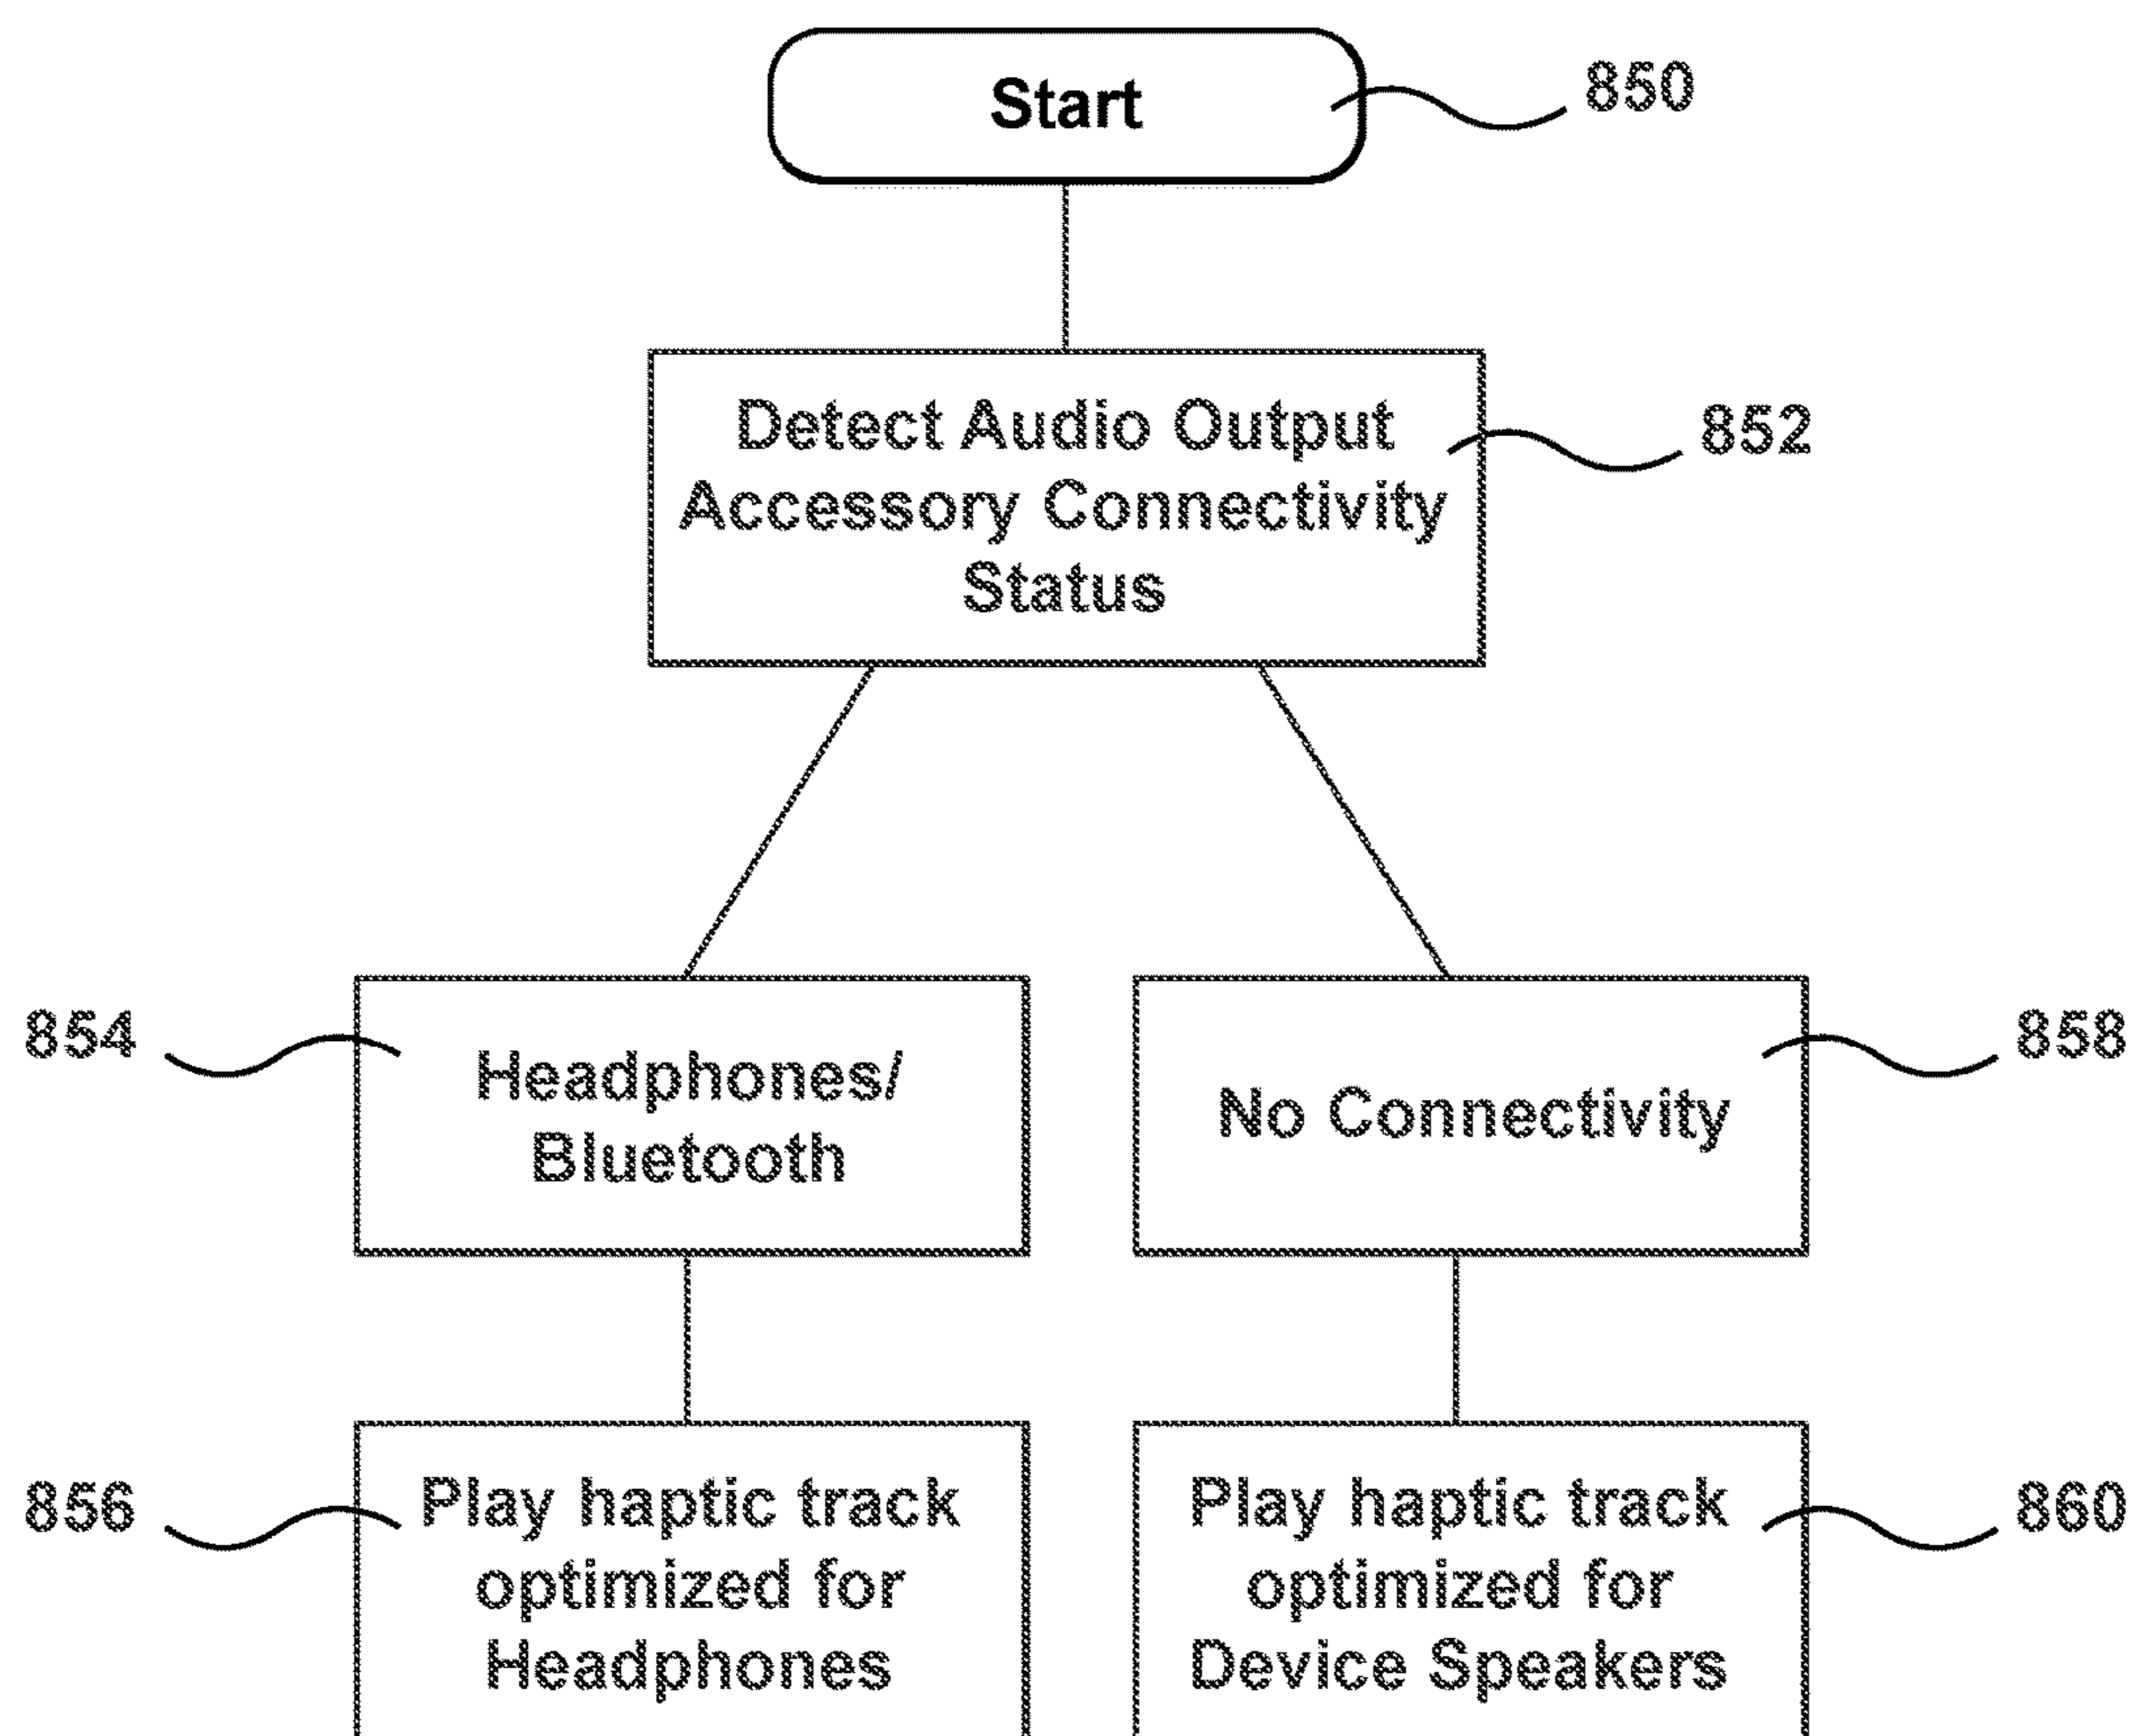 Start
850
Detect Audio Output
Accessory Connectivity
Status
852
854
Headphones/
Bluetooth
No Connectivity
858
856
Play haptic track
optimized for
Headphones
Play haptic track
optimized for
Device Speakers
860